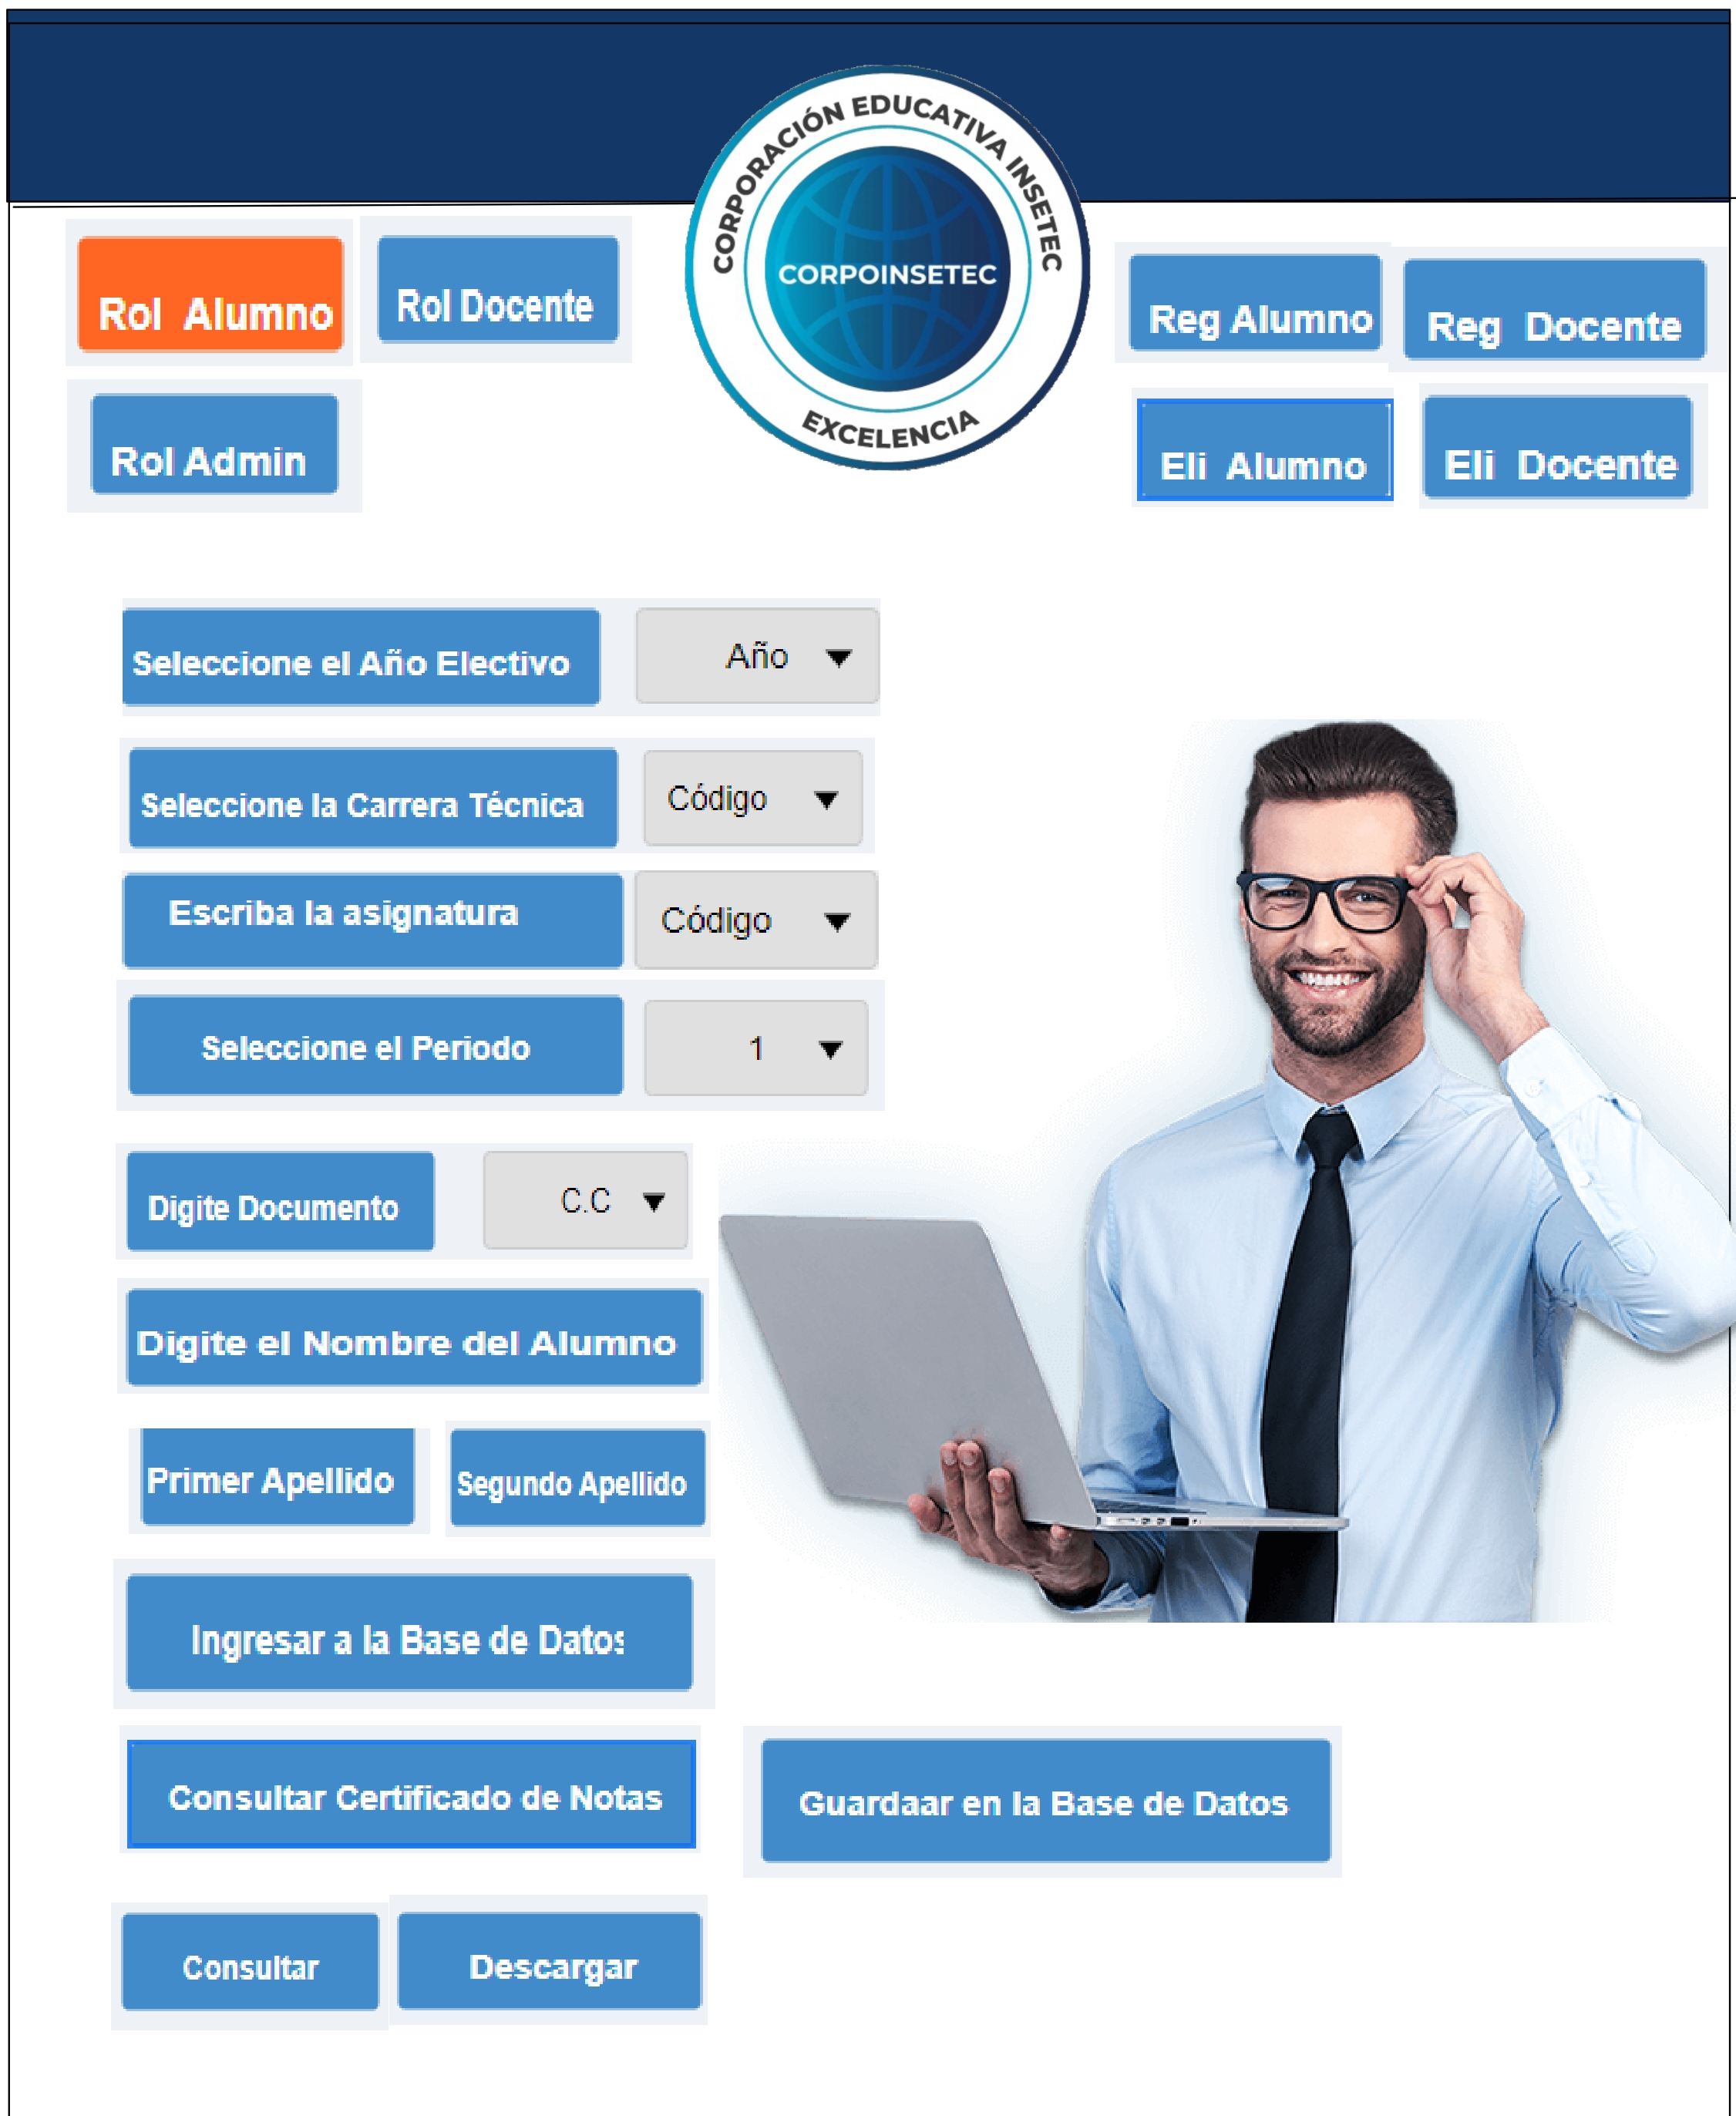 CORPORACIÓN EDUCATIVA INSETEC
CORPOINSETEC
EXCELENCIA
Rol Alumno
Rol Docente
Reg Alumno
Reg Docente
Rol Admin
Eli Alumno
Eli Docente
Seleccione el Año Electivo
Año
Seleccione la Carrera Técnica
Código
Escriba la asignatura
Código
Seleccione el Periodo
1
Digite Documento
C.C
Digite el Nombre del Alumno
Primer Apellido
Segundo Apellido
Ingresar a la Base de Datos
Consultar Certificado de Notas
Guardaar en la Base de Datos
Consultar
Descargar